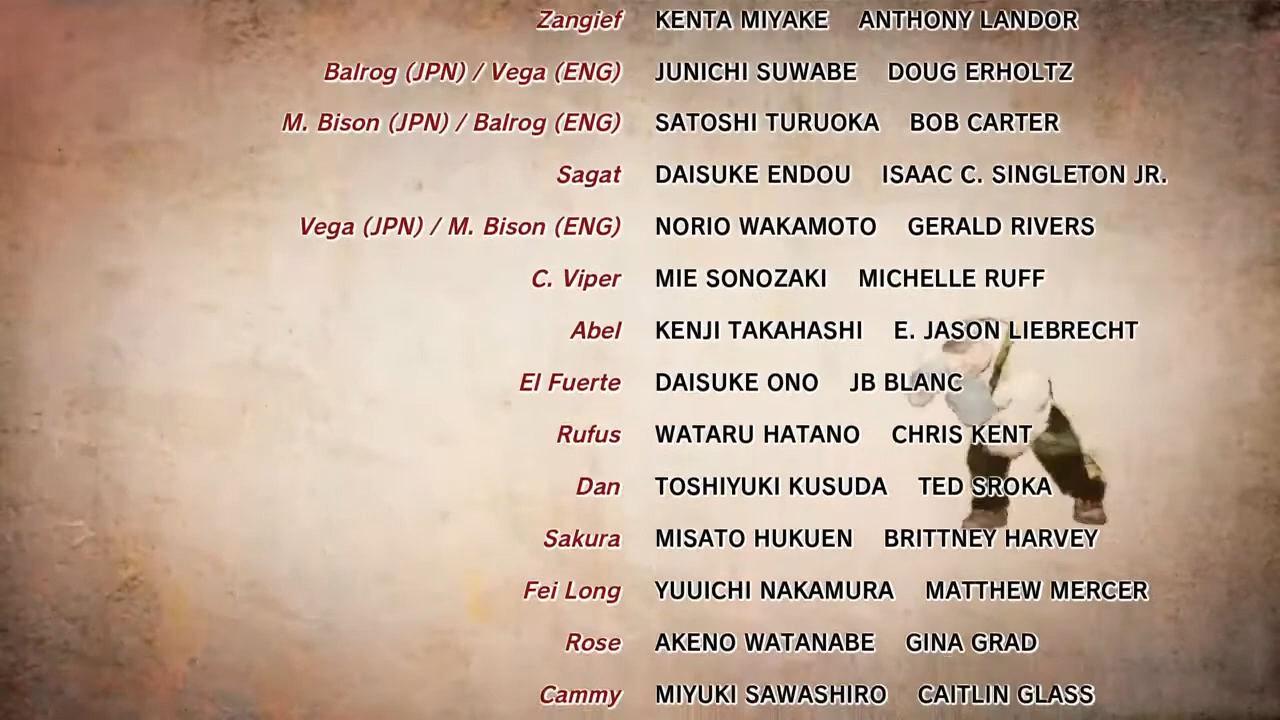 Zangief KENTA MIYAKE ANTHONY LANDOR
Balrog (JPN) / Vega (ENG) JUNICHI SUWABE DOUG ERHOLTZ
M. Bison (JPN) / Balrog (ENG) SATOSHI TURUOKA BOB CARTER
Sagat DAISUKE ENDOU ISAAC C. SINGLETON JR.
Vega (JPN) / M. Bison (ENG) NORIO WAKAMOTO GERALD RIVERS
C. Viper MIE SONOZAKI MICHELLE RUFF
Abel KENJI TAKAHASHI E. JASON LIEBRECHT
El Fuerte DAISUKE ONO JB BLANC
Rufus WATARU HATANO CHRIS KENT
Dan TOSHIYUKI KUSUDA TED SROKA
Sakura MISATO HUKUEN BRITTNEY HARVEY
Fei Long YUUICHI NAKAMURA MATTHEW MERCER
Rose AKENO WATANABE GINA GRAD
Cammy MIYUKI SAWASHIRO CAITLIN GLASS